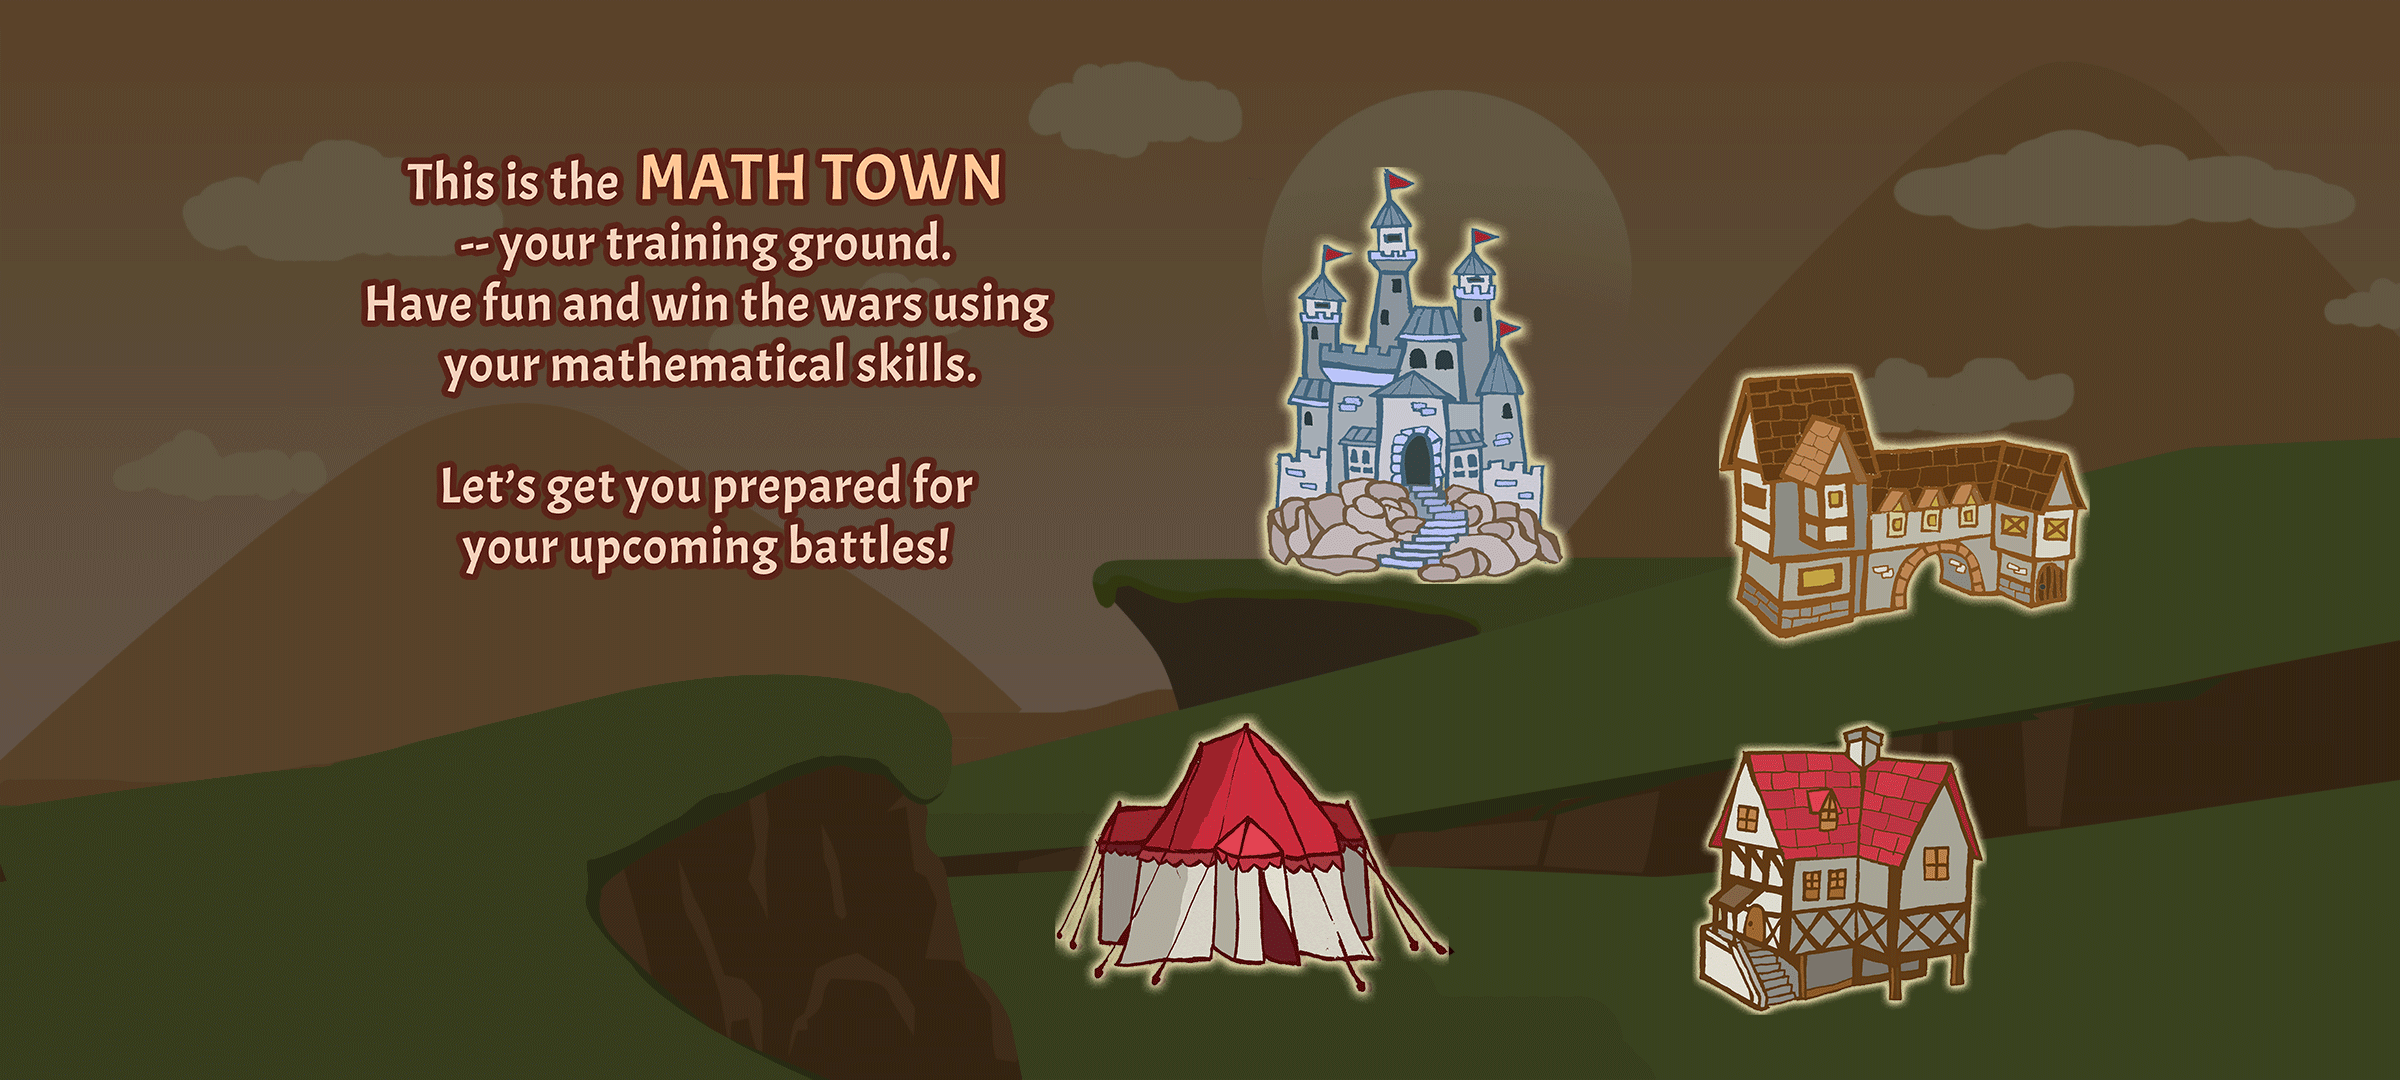 This is the MATH TOWN
-- your training ground.
Have fun and win the wars using
your mathematical skills.
Let’s get you prepared for
your upcoming battles!